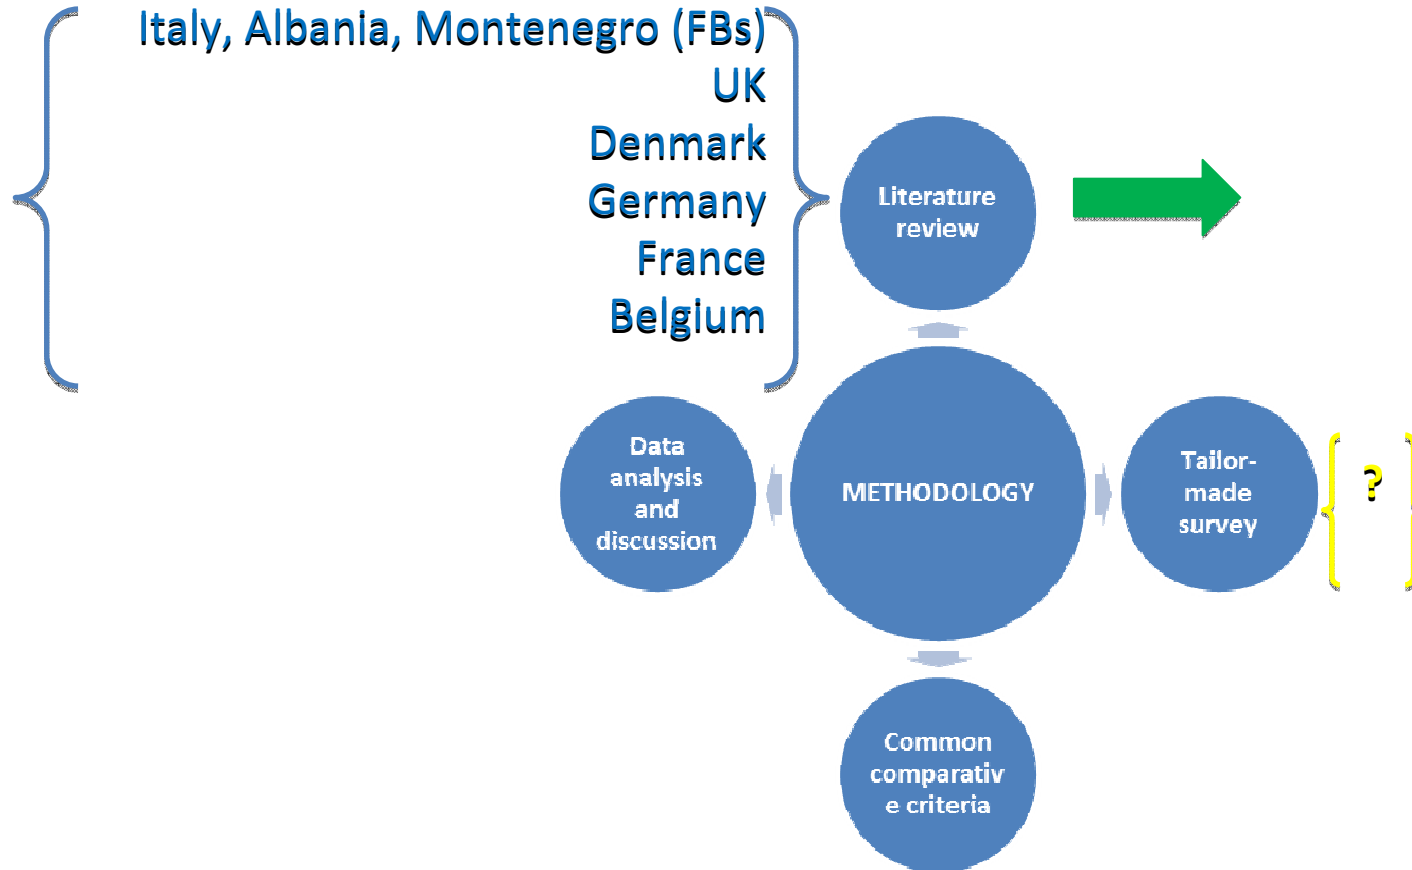 Italy, Albania, Montenegro (FBs)
UK
Denmark
Germany
France
Belgium
Literature
review
Data
analysis
and
discussion
METHODOLOGY
Tailor-
made
survey
?
Common
comparativ
e criteria